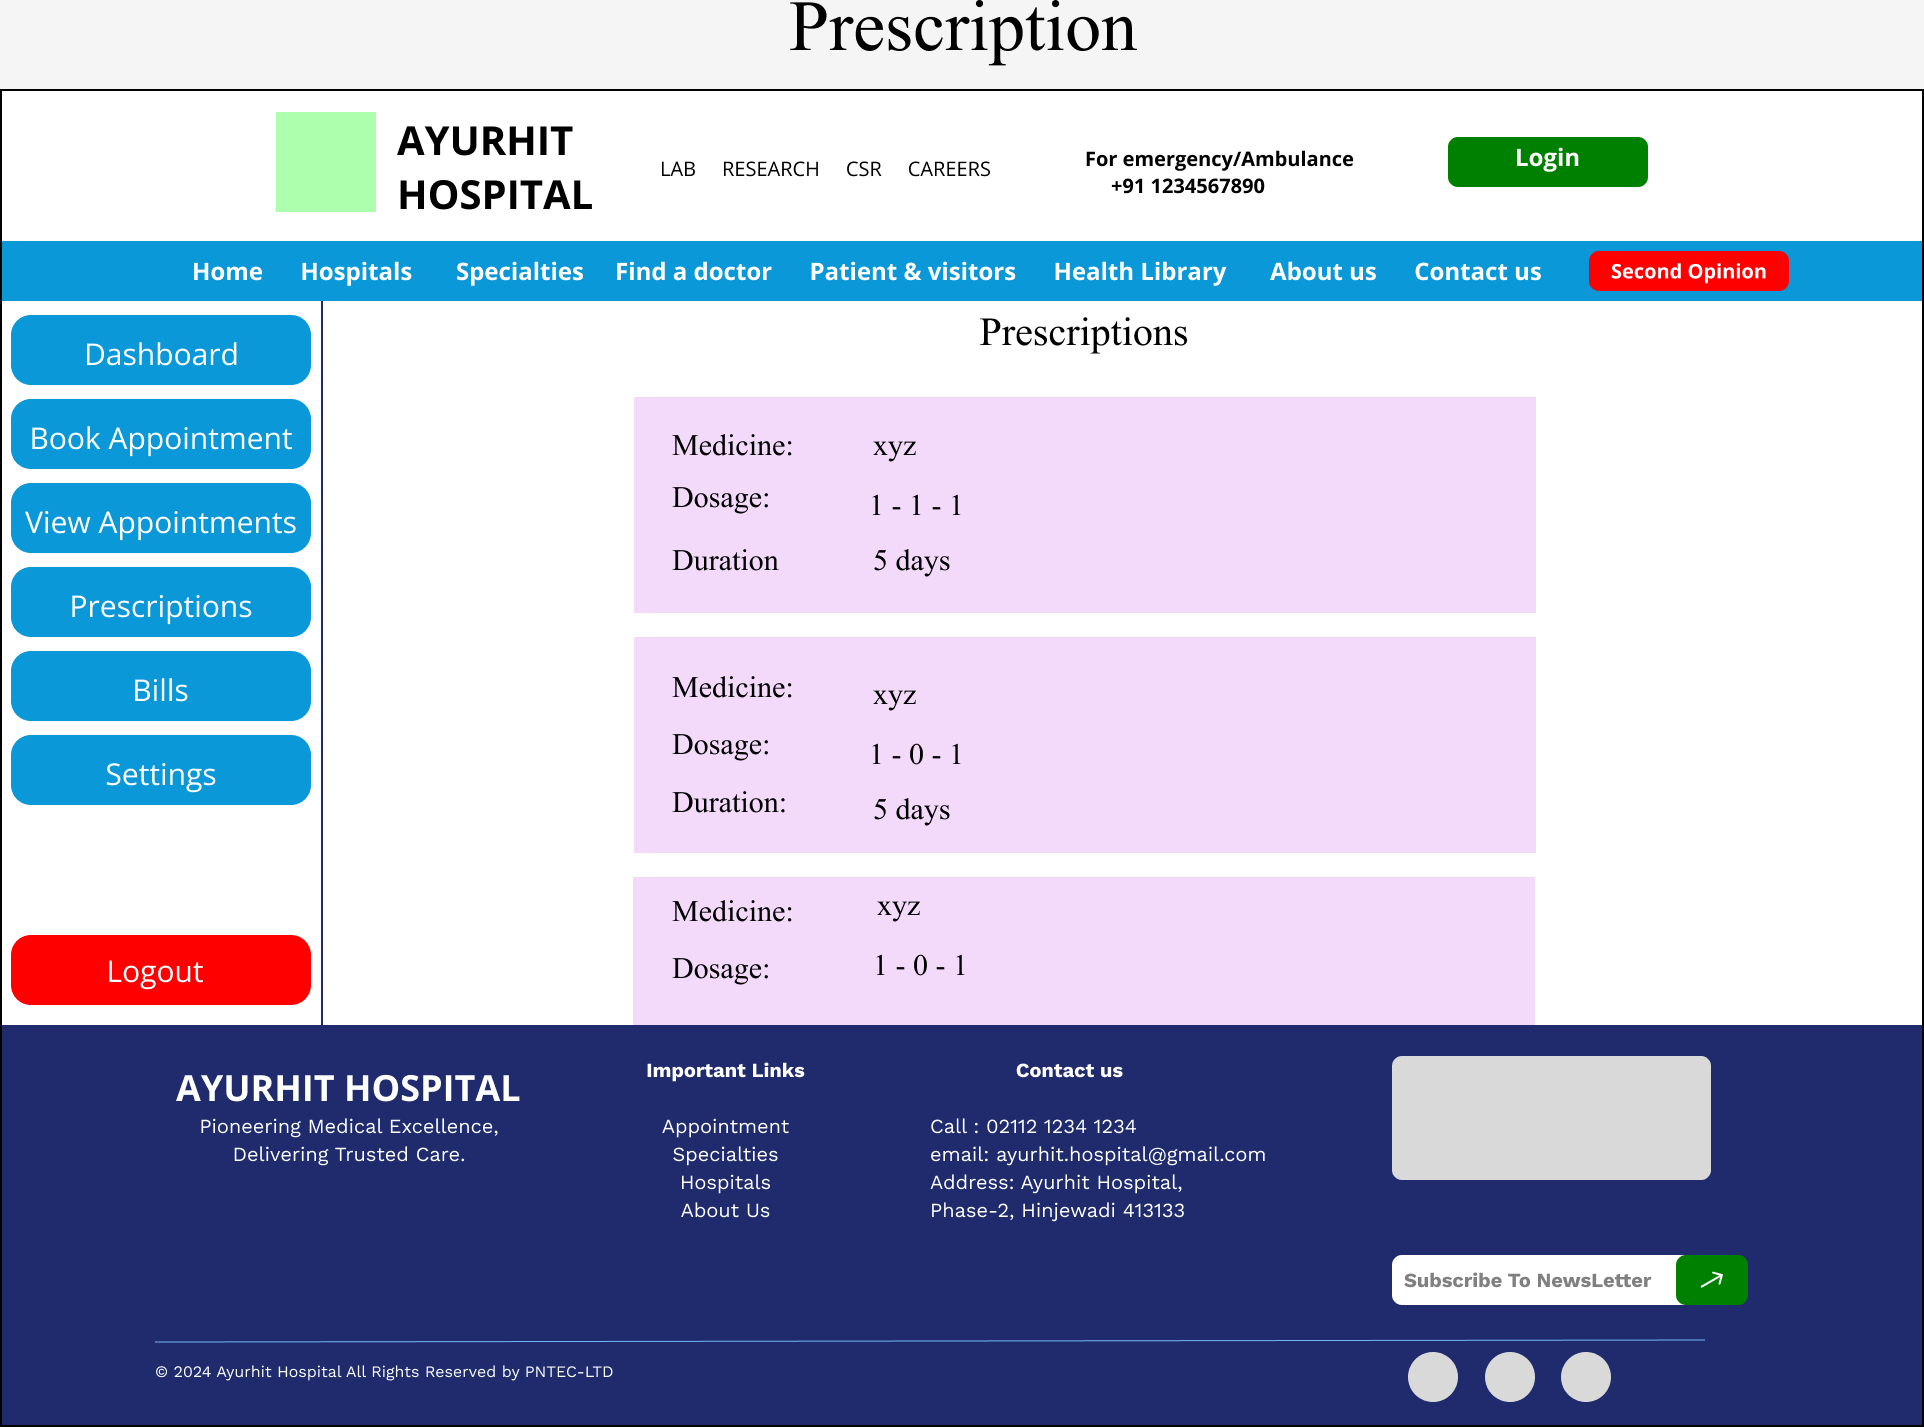 Prescription
AYURHIT
HOSPITAL
LAB RESEARCH CSR CAREERS
For emergency/Ambulance
+91 1234567890
Login
Home Hospitals Specialties Find a doctor Patient & visitors Health Library About us Contact us Second Opinion
Dashboard
Book Appointment
View Appointments
Prescriptions
Bills
Settings
Logout
Prescriptions
Medicine: xyz
Dosage: 1 - 1 - 1
Duration 5 days
Medicine: xyz
Dosage: 1 - 0 - 1
Duration: 5 days
Medicine: xyz
Dosage: 1 - 0 - 1
AYURHIT HOSPITAL
Pioneering Medical Excellence,
Delivering Trusted Care.
Important Links
Appointment
Specialties
Hospitals
About Us
Contact us
Call : 02112 1234 1234
email: ayurhit.hospital@gmail.com
Address: Ayurhit Hospital,
Phase-2, Hinjewadi 413133
Subscribe To NewsLetter
© 2024 Ayurhit Hospital All Rights Reserved by PNTEC-LTD